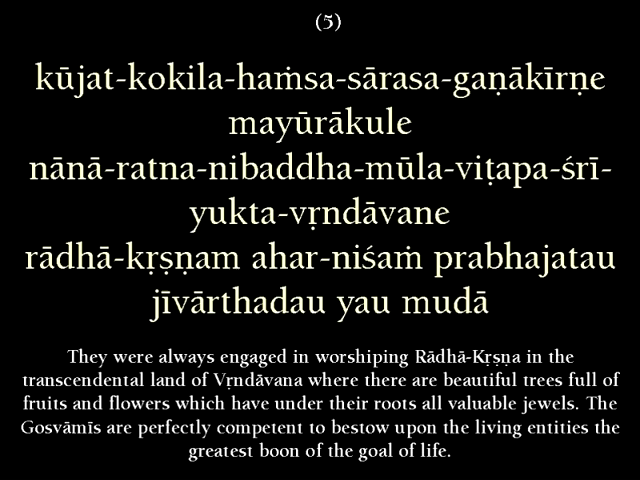 (5)
kūjat-kokila-haṁsa-sārasa-gaṇākīrṇe
mayūrākule
nānā-ratna-nibaddha-mūla-viṭapa-śrī-
yukta-vṛndāvane
rādhā-kṛṣṇam ahar-niśaṁ prabhajatau
jīvārthadau yau mudā
They were always engaged in worshiping Rādhā-Kṛṣṇa in the
transcendental land of Vṛndāvana where there are beautiful trees full of
fruits and flowers which have under their roots all valuable jewels. The
Gosvāmīs are perfectly competent to bestow upon the living entities the
greatest boon of the goal of life.